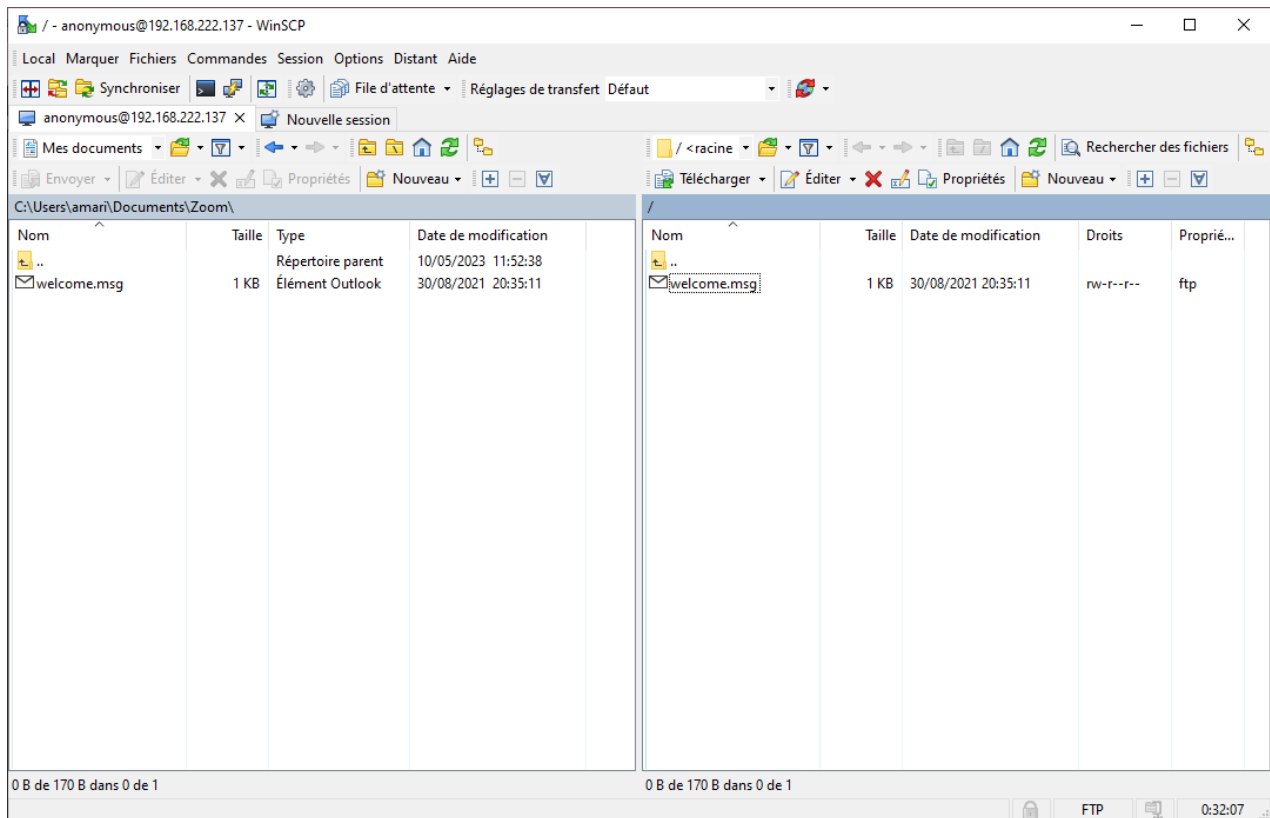 / - anonymous@192.168.222.137 - WinSCP
Local Marquer Fichiers Commandes Session Options Distant Aide
Synchroniser File d'attente Réglages de transfert Défaut
anonymous@192.168.222.137 × Nouvelle session
Mes documents / <racine Rechercher des fichiers
Envoyer Éditer Propriétés Nouveau Télécharger Éditer Propriétés Nouveau
C:\Users\amari\Documents\Zoom\ /
Nom Taille Type Date de modification Nom Taille Date de modification Droits Proprié...
.. Répertoire parent 10/05/2023 11:52:38 ..
welcome.msg 1 KB Élément Outlook 30/08/2021 20:35:11 welcome.msg 1 KB 30/08/2021 20:35:11 rw-r--r-- ftp
0 B de 170 B dans 0 de 1 0 B de 170 B dans 0 de 1
FTP 0:32:07